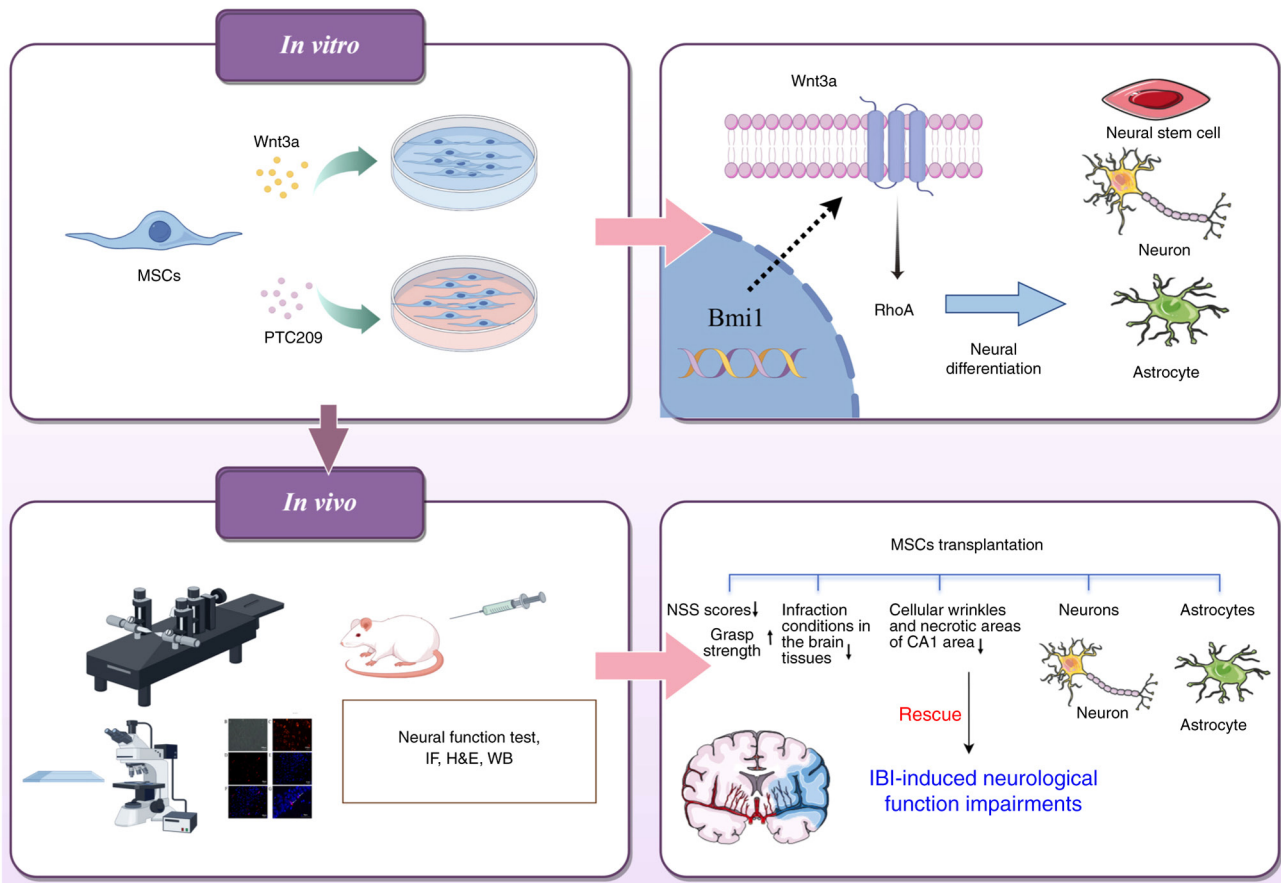 In vitro
Wnt3a
MSCs
PTC209
Wnt3a
Bmi1
RhoA
Neural
differentiation
Neural stem cell
Neuron
Astrocyte
In vivo
Neural function test,
IF, H&E, WB
MSCs transplantation
NSS scores↓
Grasp
strength ↑
Infraction
conditions in
the brain
tissues ↓
Cellular wrinkles
and necrotic areas
of CA1 area↓
Neurons
Astrocytes
Neuron
Astrocyte
Rescue
IBI-induced neurological
function impairments